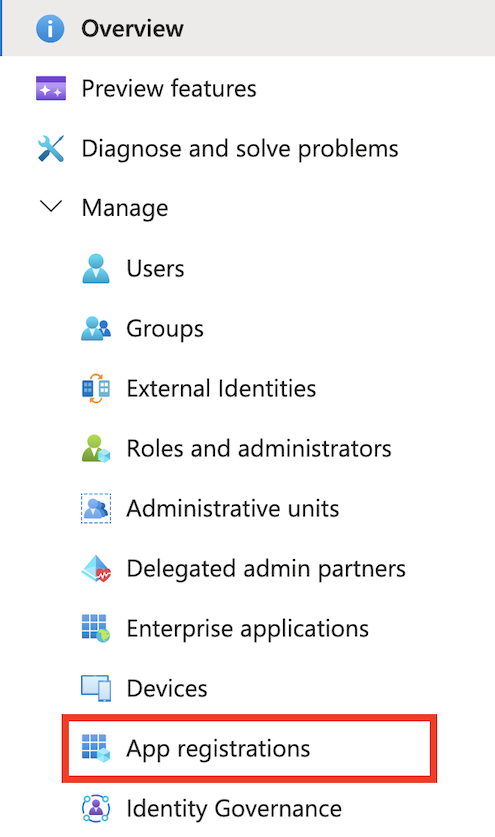 Overview
Preview features
Diagnose and solve problems
Manage
Users
Groups
External Identities
Roles and administrators
Administrative units
Delegated admin partners
Enterprise applications
Devices
App registrations
Identity Governance